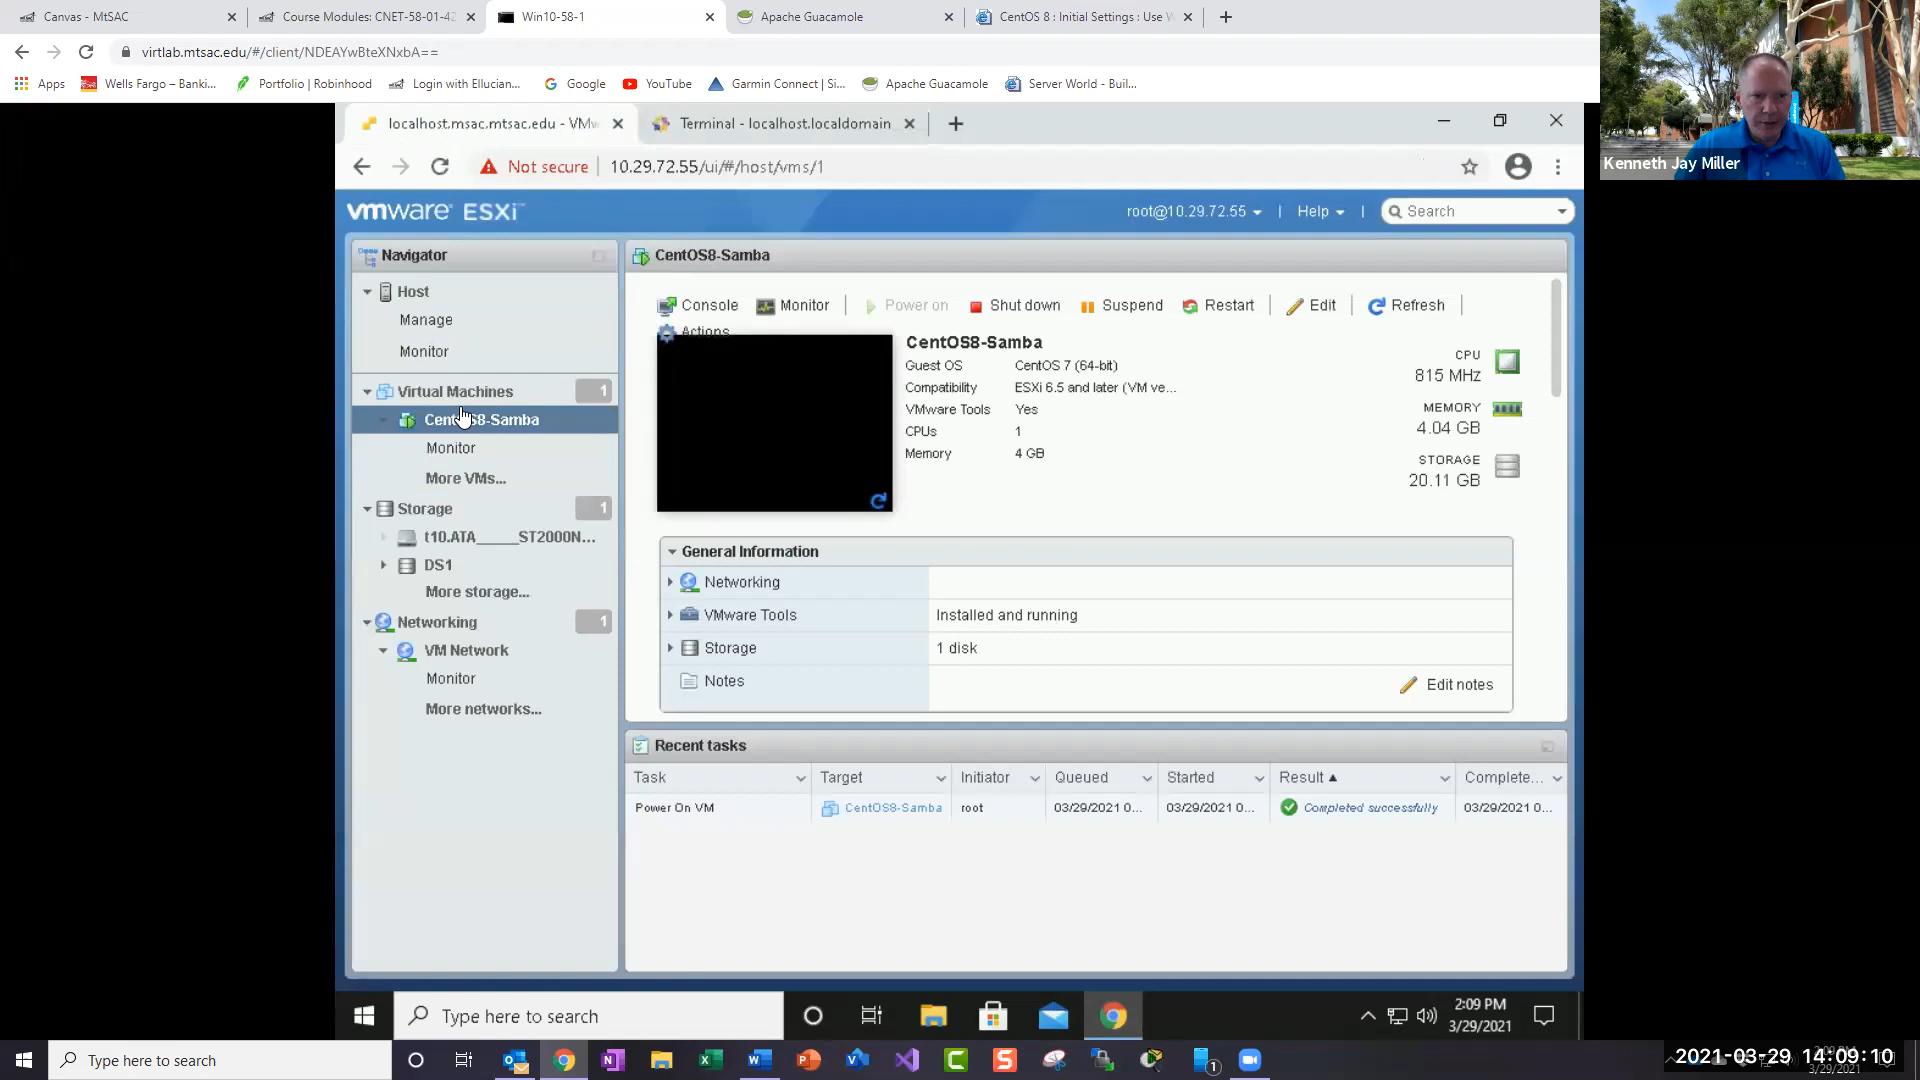 Canvas - MtSAC
Course Modules: CNET-58-01-42
Win10-58-1
Apache Guacamole
CentOS 8 : Initial Settings : Use W
virtlab.mtsac.edu/#/client/NDEAYwBteXNxbA==
Apps
Wells Fargo – Banki...
Portfolio | Robinhood
Login with Ellucian...
Google
YouTube
Garmin Connect | Si...
Apache Guacamole
Server World - Buil...
Kenneth Jay Miller
localhost.msac.mtsac.edu - VMw
Terminal - localhost.localdomain
Not secure
10.29.72.55/ui/#/host/vms/1
vmware ESXi
root@10.29.72.55
Help
Search
Navigator
Host
Manage
Monitor
Virtual Machines 1
CentOS8-Samba
Monitor
More VMs...
Storage 1
t10.ATA_____ST2000N...
DS1
More storage...
Networking 1
VM Network
Monitor
More networks...
CentOS8-Samba
Console Monitor Power on Shut down Suspend Restart Edit Refresh
Actions
CentOS8-Samba
Guest OS CentOS 7 (64-bit)
Compatibility ESXi 6.5 and later (VM ve...
VMware Tools Yes
CPUs 1
Memory 4 GB
CPU
815 MHz
MEMORY
4.04 GB
STORAGE
20.11 GB
General Information
Networking
VMware Tools Installed and running
Storage 1 disk
Notes Edit notes
Recent tasks
Task Target Initiator Queued Started Result Complete...
Power On VM CentOS8-Samba root 03/29/2021 0... 03/29/2021 0... Completed successfully 03/29/2021 0...
Type here to search
2:09 PM
3/29/2021
Type here to search
1
2021-03-29 14:09:10
3/29/2021